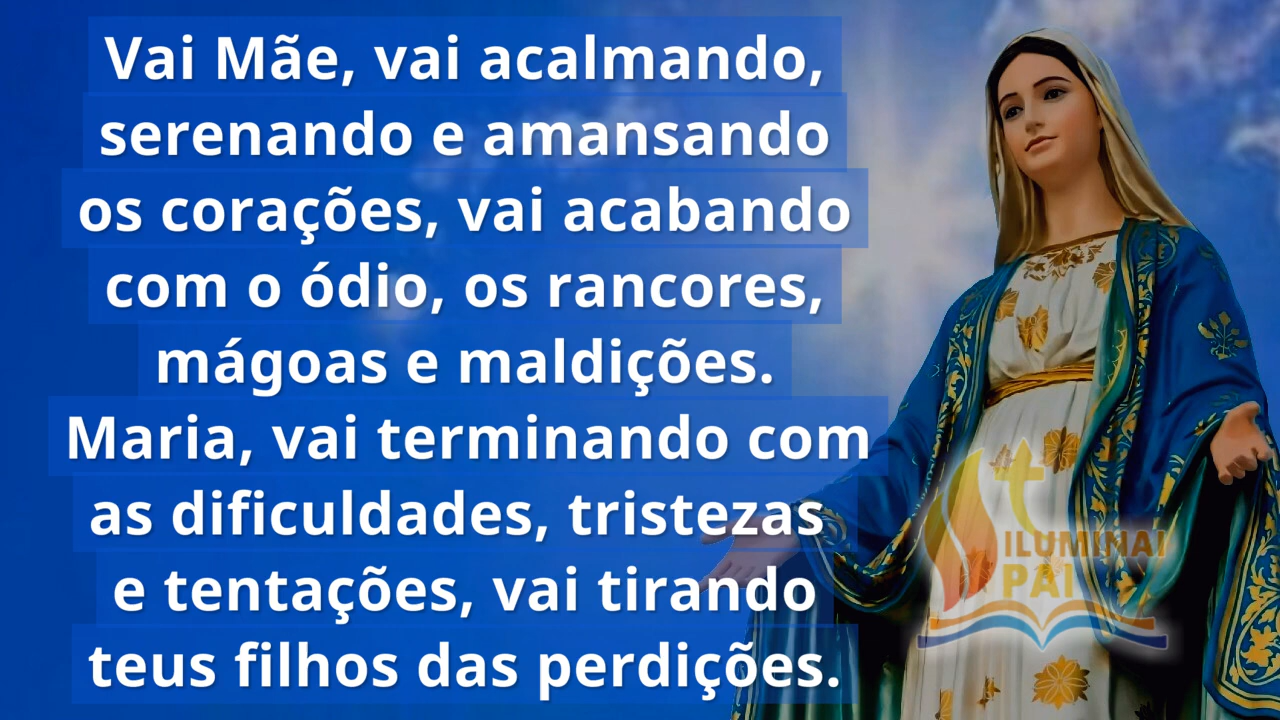 Vai Mãe, vai acalmando,
serenando e amansando
os corações, vai acabando
com o ódio, os rancores,
mágoas e maldições.
Maria, vai terminando com
as dificuldades, tristezas
e tentações, vai tirando
teus filhos das perdições.
ILUMINAI
PAI